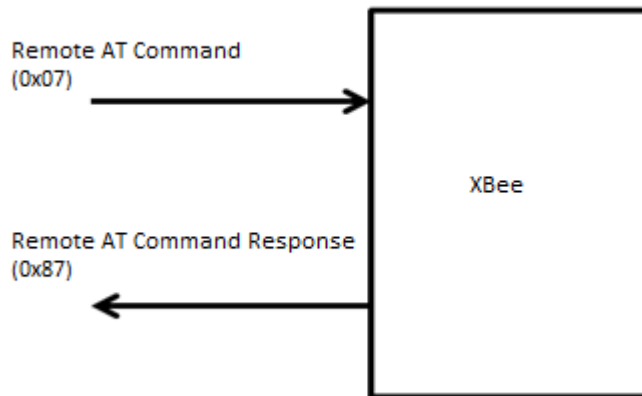 Remote AT Command
(0x07)
XBee
Remote AT Command Response
(0x87)